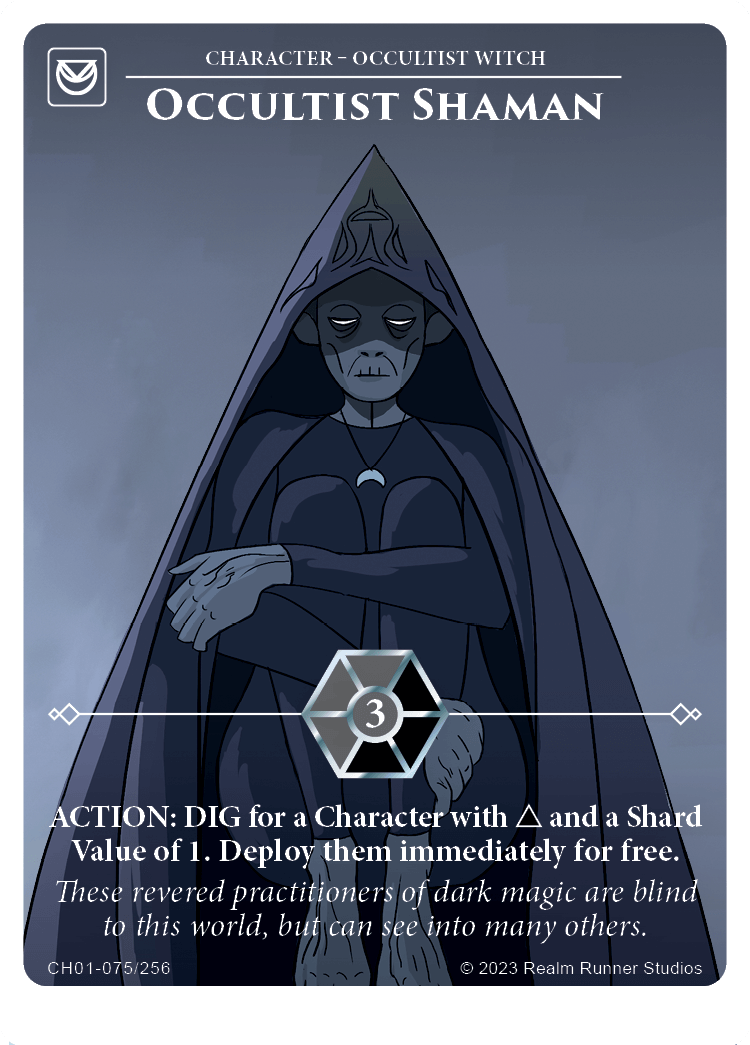 CHARACTER – OCCULTIST WITCH
OCCULTIST SHAMAN
3
ACTION: DIG for a Character with △ and a Shard
Value of 1. Deploy them immediately for free.
These revered practitioners of dark magic are blind
to this world, but can see into many others.
CH01-075/256
© 2023 Realm Runner Studios